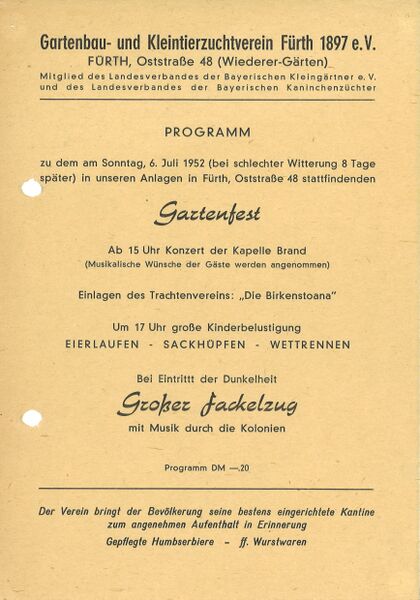 Gartenbau- und Kleintierzuchtverein Fürth 1897 e.V.
FÜRTH, Oststraße 48 (Wiederer-Gärten)
Mitglied des Landesverbandes der Bayerischen Kleingärtner e.V.
und des Landesverbandes der Bayerischen Kaninchenzüchter
PROGRAMM
zu dem am Sonntag, 6. Juli 1952 (bei schlechter Witterung 8 Tage
später) in unseren Anlagen in Fürth, Oststraße 48 stattfindenden
Gartenfest
Ab 15 Uhr Konzert der Kapelle Brand
(Musikalische Wünsche der Gäste werden angenommen)
Einlagen des Trachtenvereins: „Die Birkenstoana"
Um 17 Uhr große Kinderbelustigung
EIERLAUFEN - SACKHÜPFEN - WETTRENNEN
Bei Eintrittt der Dunkelheit
Großer Fackelzug
mit Musik durch die Kolonien
Programm DM —.20
Der Verein bringt der Bevölkerung seine bestens eingerichtete Kantine
zum angenehmen Aufenthalt in Erinnerung
Gepflegte Humbserbiere - ff. Wurstwaren